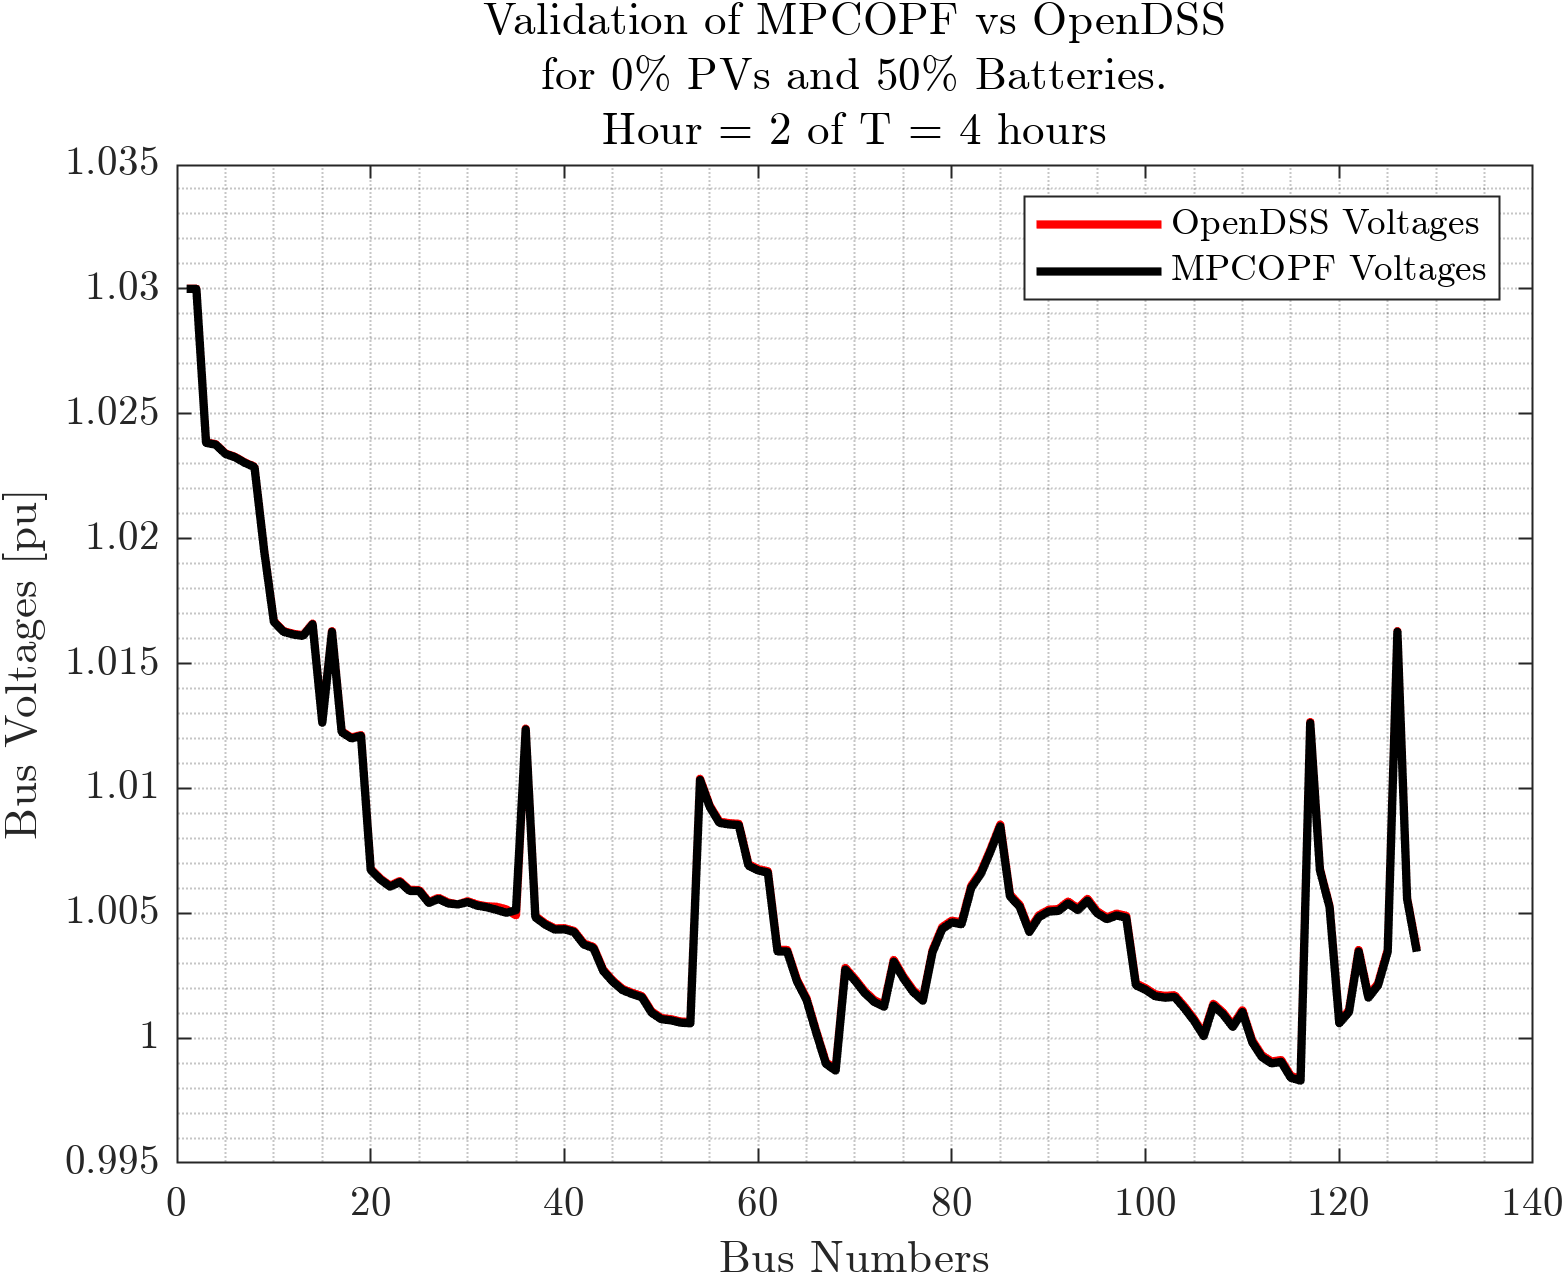 Validation of MPCOPF vs OpenDSS
for 0% PVs and 50% Batteries.
Hour = 2 of T = 4 hours
OpenDSS Voltages
MPCOPF Voltages
Bus Voltages [pu]
1.035
1.03
1.025
1.02
1.015
1.01
1.005
1
0.995
0
20
40
60
80
100
120
140
Bus Numbers